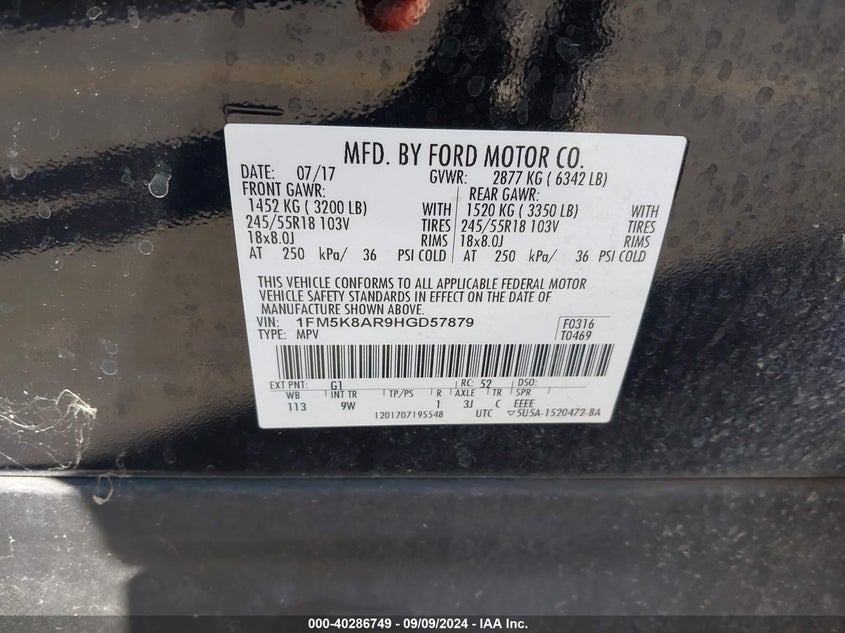 MFD. BY FORD MOTOR CO.
DATE: 07/17 GVWR: 2877 KG ( 6342 LB)
FRONT GAWR: REAR GAWR:
1452 KG ( 3200 LB) WITH 1520 KG ( 3350 LB) WITH
245/55R18 103V TIRES 245/55R18 103V TIRES
18x8.0J RIMS 18x8.0J RIMS
AT 250 kPa/ 36 PSI COLD AT 250 kPa/ 36 PSI COLD
THIS VEHICLE CONFORMS TO ALL APPLICABLE FEDERAL MOTOR
VEHICLE SAFETY STANDARDS IN EFFECT ON THE DATE OF
MANUFACTURE SHOWN ABOVE.
VIN: 1FM5K8AR9HGD57879 F0316
TYPE: MPV T0469
EXT PNT: G1 RC: 52 DSO:
WB INT TR TP/PS R AXLE TR SPR
113 9W 1 3J C EEEE
1201707195548 UTC ▽5U5A-1520472-BA
000-40286749 - 09/09/2024 - IAA Inc.